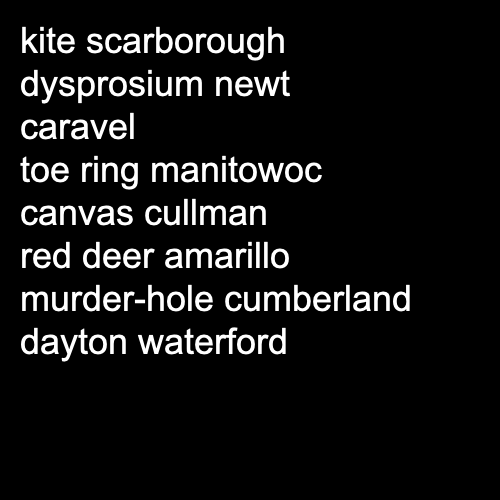 kite scarborough
dysprosium newt
caravel
toe ring manitowoc
canvas cullman
red deer amarillo
murder-hole cumberland
dayton waterford